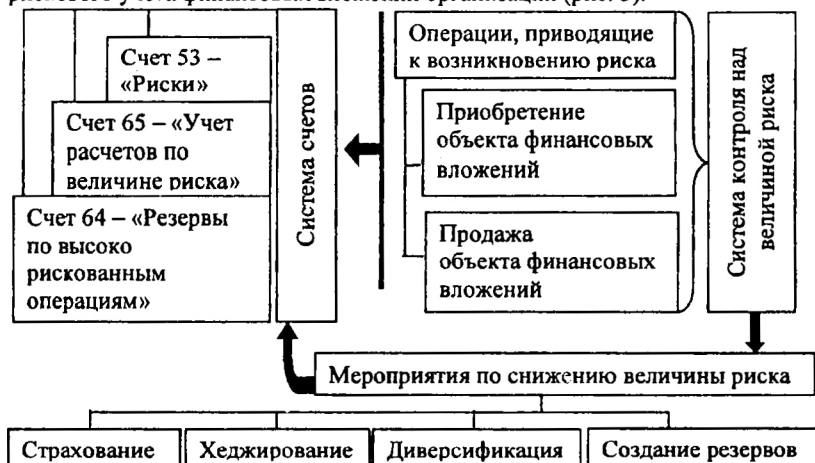 рискового учета финансовых вложений организации (рис. 3).
Счет 53 –
«Риски»
Счет 65 – «Учет
расчетов по
величине риска»
Счет 64 – «Резервы
по высоко
рискованным
операциям»
Система счетов
Операции, приводящие
к возникновению риска
Приобретение
объекта финансовых
вложений
Продажа
объекта финансовых
вложений
Система контроля над
величиной риска
Мероприятия по снижению величины риска
Страхование
Хеджирование
Диверсификация
Создание резервов